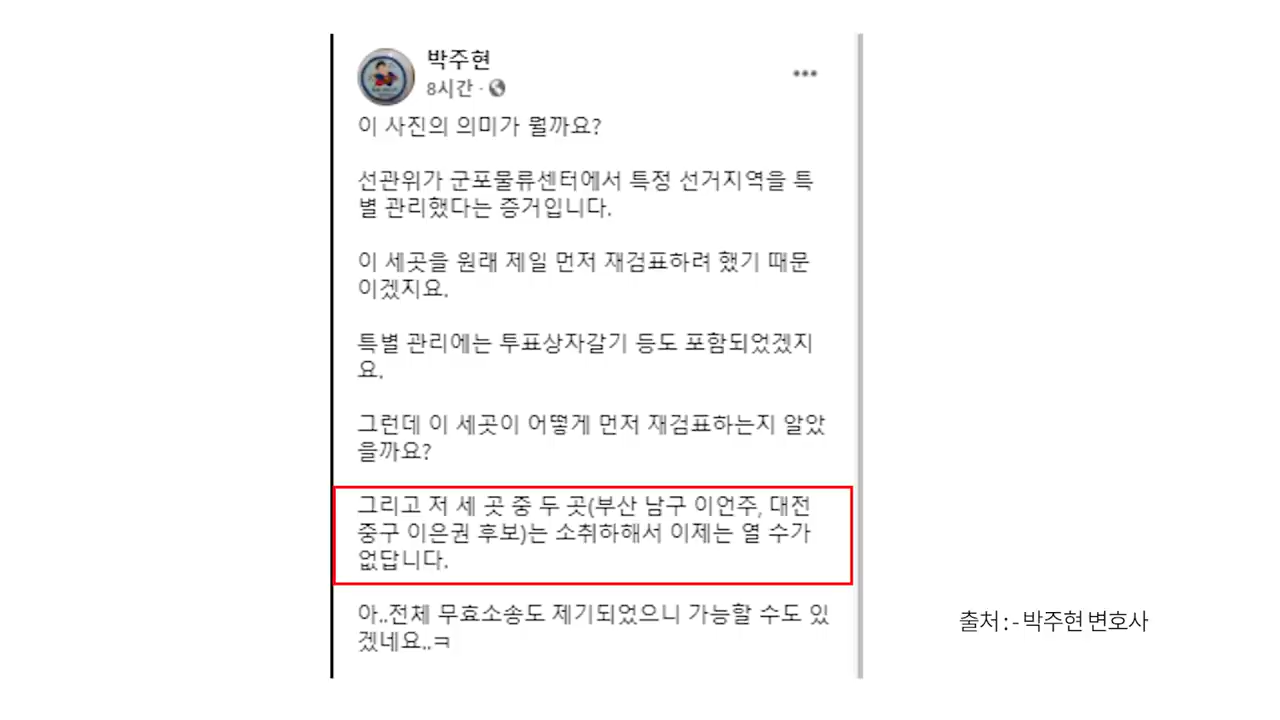 박주현
8시간 ·
이 사진의 의미가 뭘까요?
선관위가 군포물류센터에서 특정 선거지역을 특
별 관리했다는 증거입니다.
이 세곳을 원래 제일 먼저 재검표하려 했기 때문
이겠지요.
특별 관리에는 투표상자갈기 등도 포함되었겠지
요.
그런데 이 세곳이 어떻게 먼저 재검표하는지 알았
을까요?
그리고 저 세 곳 중 두 곳(부산 남구 이언주, 대전
중구 이은권 후보)는 소취하해서 이제는 열 수가
없답니다.
아..전체 무효소송도 제기되었으니 가능할 수도 있
겠네요..ㅋ
출처 : - 박주현 변호사